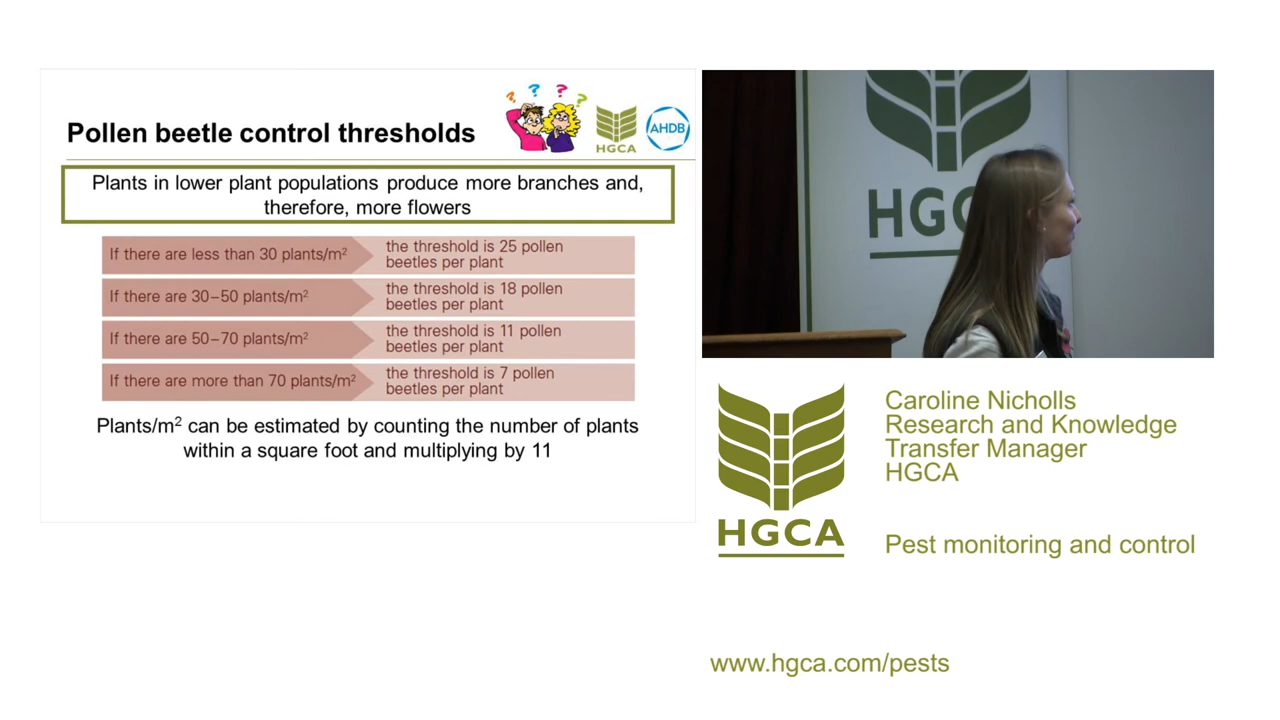 Pollen beetle control thresholds
? ? ? ?
HGCA
AHDB
Plants in lower plant populations produce more branches and,
therefore, more flowers
If there are less than 30 plants/m²
the threshold is 25 pollen
beetles per plant
If there are 30–50 plants/m²
the threshold is 18 pollen
beetles per plant
If there are 50–70 plants/m²
the threshold is 11 pollen
beetles per plant
If there are more than 70 plants/m²
the threshold is 7 pollen
beetles per plant
Plants/m² can be estimated by counting the number of plants
within a square foot and multiplying by 11
HGC
HGCA
Caroline Nicholls
Research and Knowledge
Transfer Manager
HGCA
Pest monitoring and control
www.hgca.com/pests